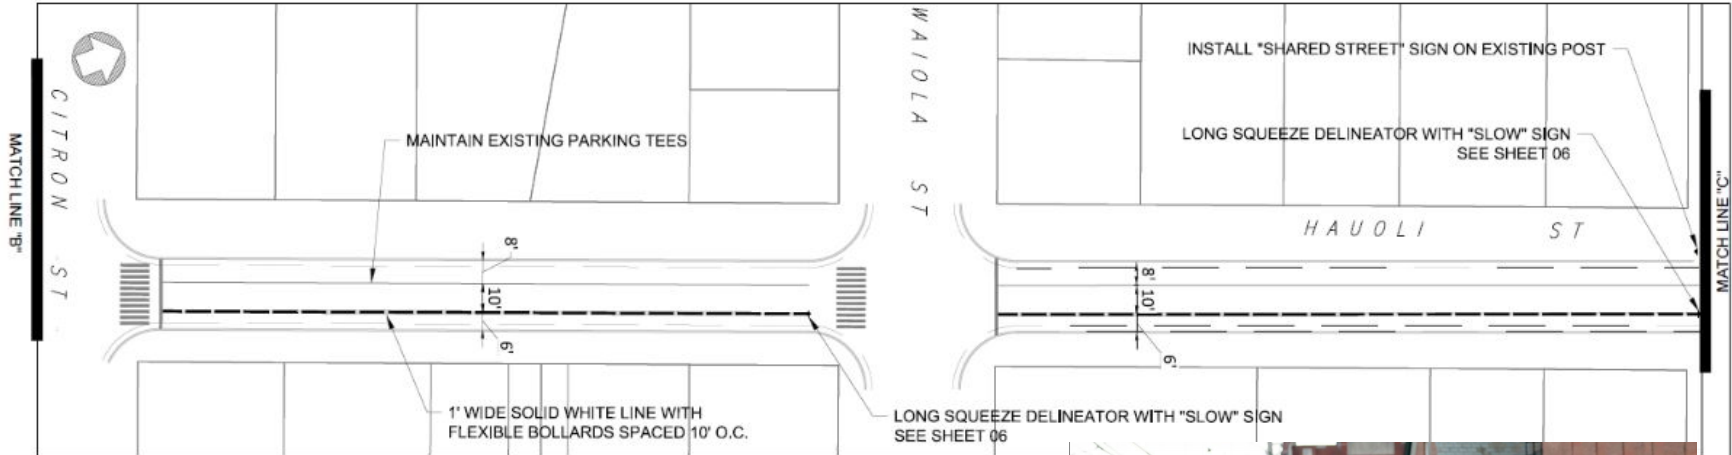 INSTALL "SHARED STREET" SIGN ON EXISTING POST
LONG SQUEEZE DELINEATOR WITH "SLOW" SIGN
SEE SHEET 06
MAINTAIN EXISTING PARKING TEES
MATCH LINE "B"
CITRON ST
WAIOLA ST
HAUOLI ST
MATCH LINE "C"
8'
10'
6'
8'
10'
6'
1' WIDE SOLID WHITE LINE WITH
FLEXIBLE BOLLARDS SPACED 10' O.C.
LONG SQUEEZE DELINEATOR WITH "SLOW" SIGN
SEE SHEET 06